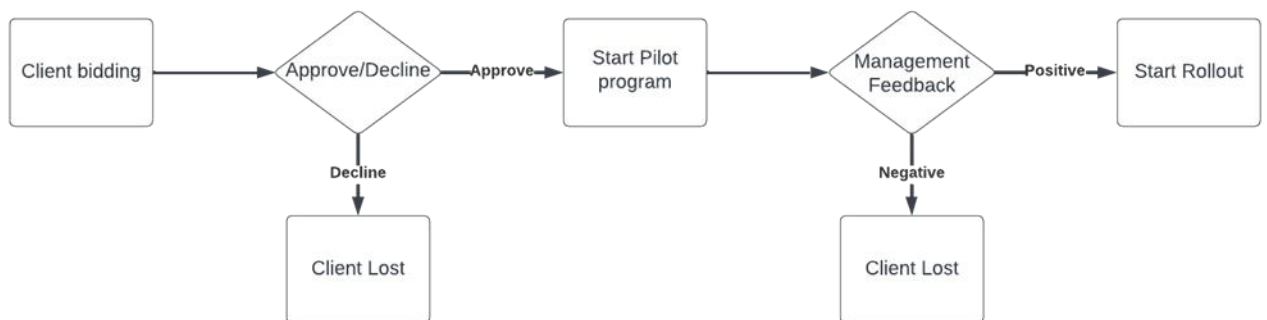 Client bidding
Approve/Decline
Approve
Start Pilot
program
Management
Feedback
Positive
Start Rollout
Decline
Negative
Client Lost
Client Lost